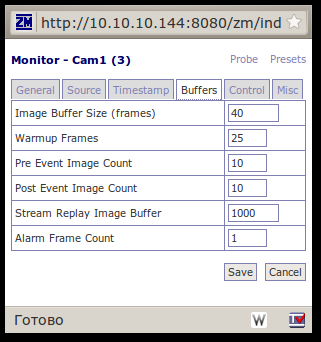 ZM http://10.10.10.144:8080/zm/ind
Monitor - Cam1 (3) Probe Presets
General Source Timestamp Buffers Control Misc
Image Buffer Size (frames) 40
Warmup Frames 25
Pre Event Image Count 10
Post Event Image Count 10
Stream Replay Image Buffer 1000
Alarm Frame Count 1
Save Cancel
Готово W